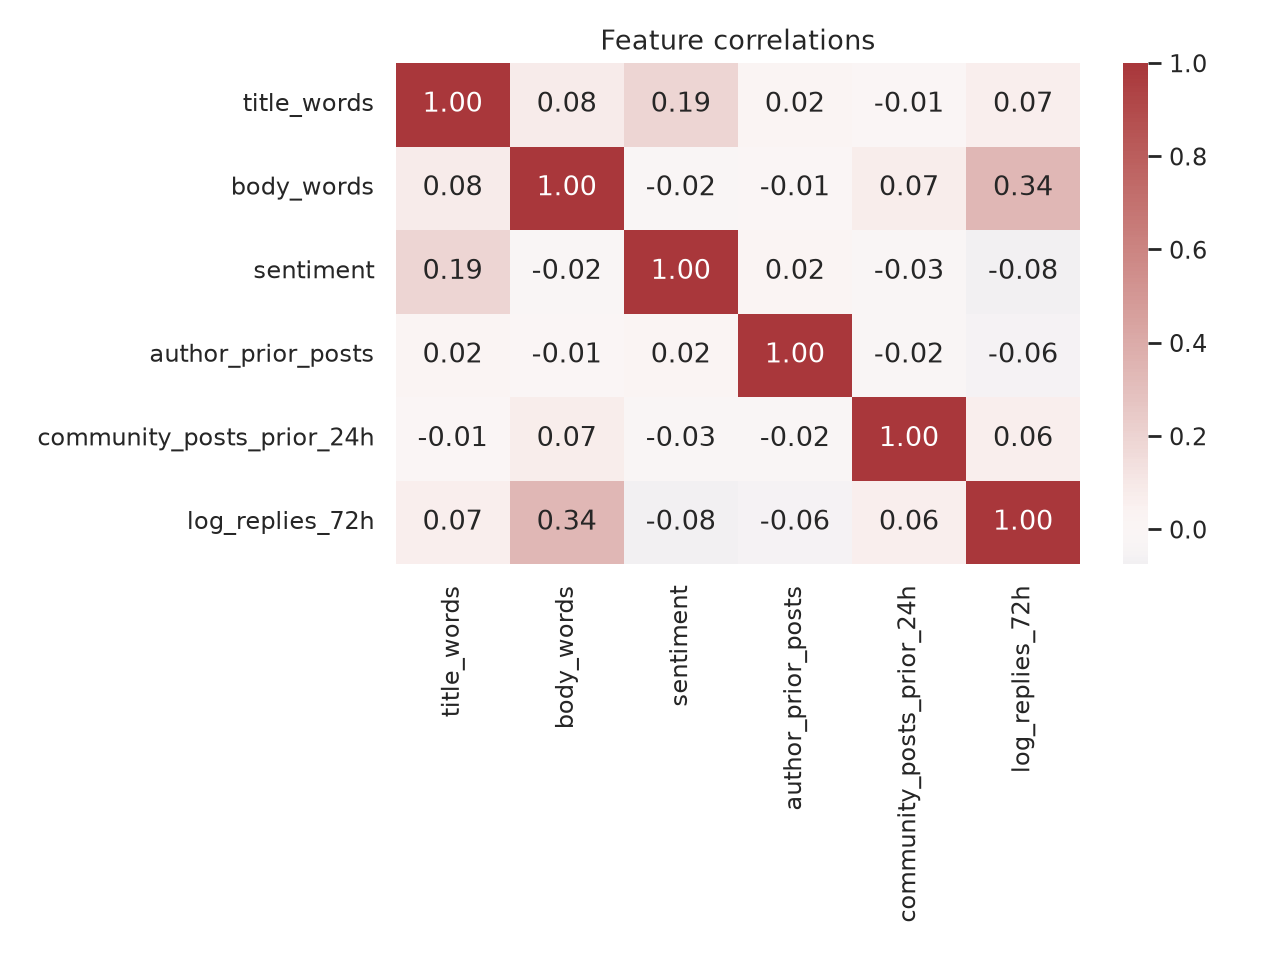 Feature correlations
title_words 1.00 0.08 0.19 0.02 -0.01 0.07
body_words 0.08 1.00 -0.02 -0.01 0.07 0.34
sentiment 0.19 -0.02 1.00 0.02 -0.03 -0.08
author_prior_posts 0.02 -0.01 0.02 1.00 -0.02 -0.06
community_posts_prior_24h -0.01 0.07 -0.03 -0.02 1.00 0.06
log_replies_72h 0.07 0.34 -0.08 -0.06 0.06 1.00
title_words
body_words
sentiment
author_prior_posts
community_posts_prior_24h
log_replies_72h
1.0
0.8
0.6
0.4
0.2
0.0